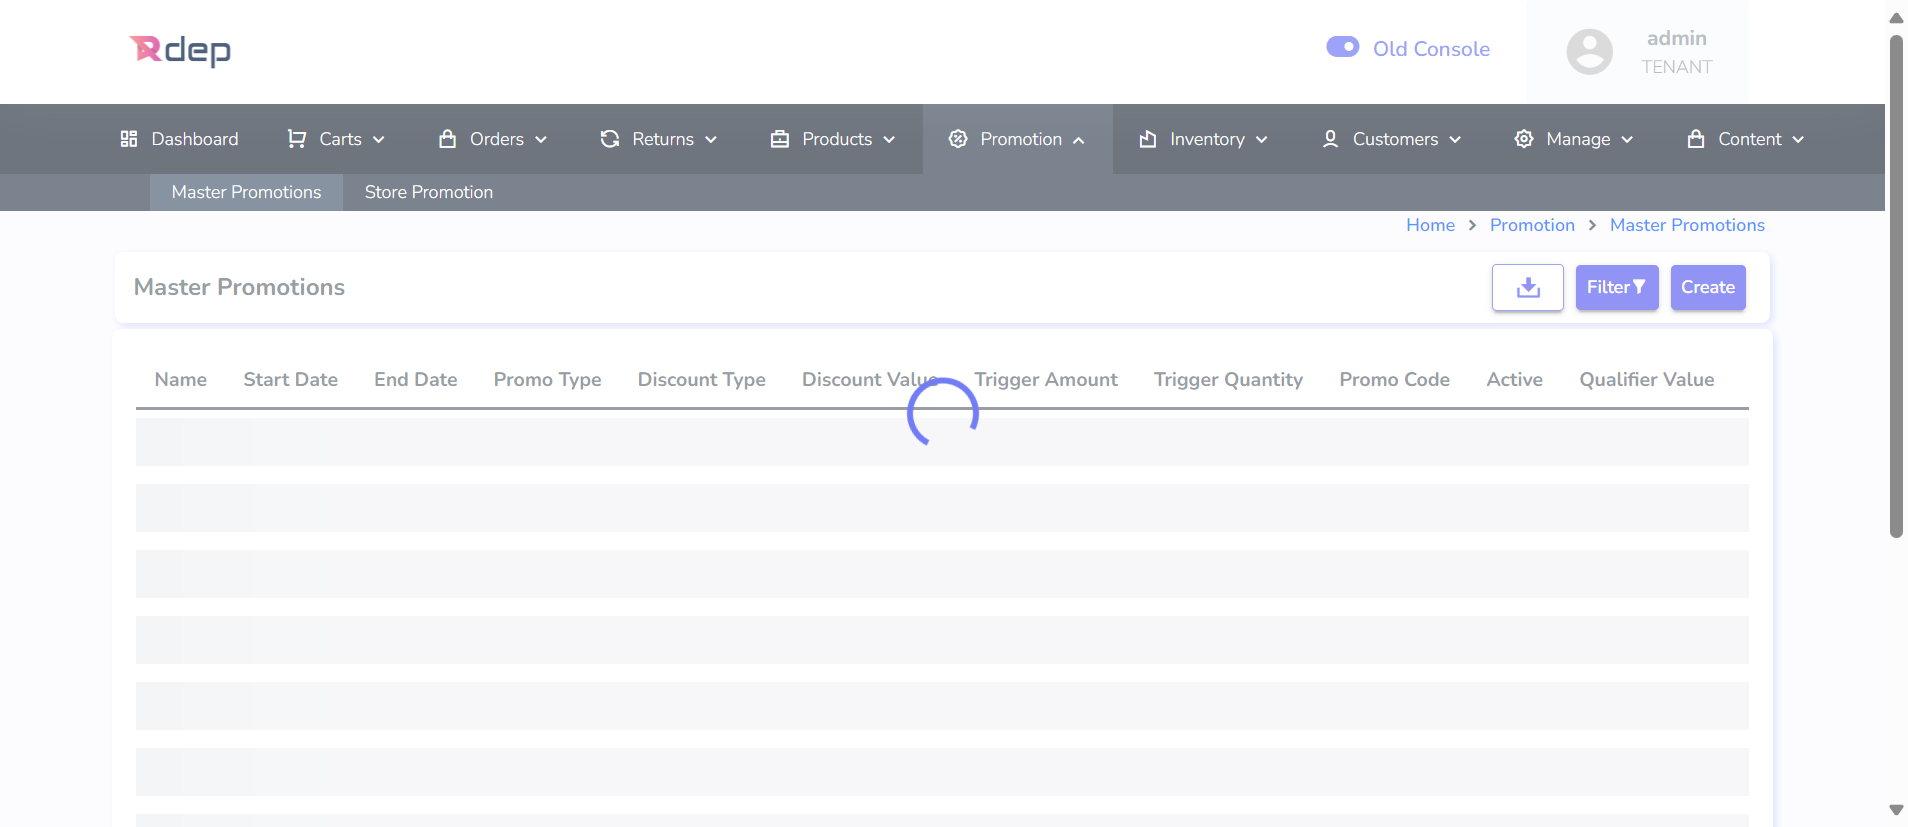 Rdep
Old Console
admin
TENANT
Dashboard Carts Orders Returns Products Promotion Inventory Customers Manage Content
Master Promotions Store Promotion
Home > Promotion > Master Promotions
Master Promotions
Filter Create
Name Start Date End Date Promo Type Discount Type Discount Value Trigger Amount Trigger Quantity Promo Code Active Qualifier Value